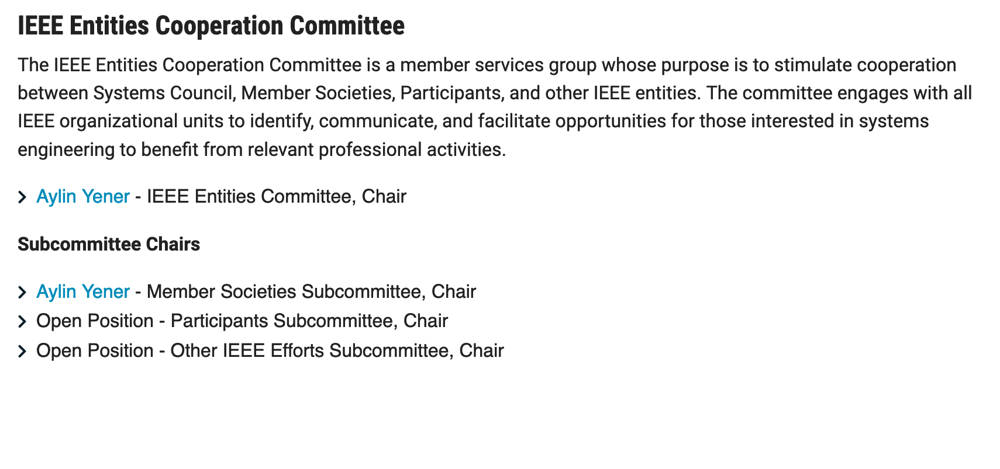 IEEE Entities Cooperation Committee
The IEEE Entities Cooperation Committee is a member services group whose purpose is to stimulate cooperation
between Systems Council, Member Societies, Participants, and other IEEE entities. The committee engages with all
IEEE organizational units to identify, communicate, and facilitate opportunities for those interested in systems
engineering to benefit from relevant professional activities.
Aylin Yener - IEEE Entities Committee, Chair
Subcommittee Chairs
Aylin Yener - Member Societies Subcommittee, Chair
Open Position - Participants Subcommittee, Chair
Open Position - Other IEEE Efforts Subcommittee, Chair